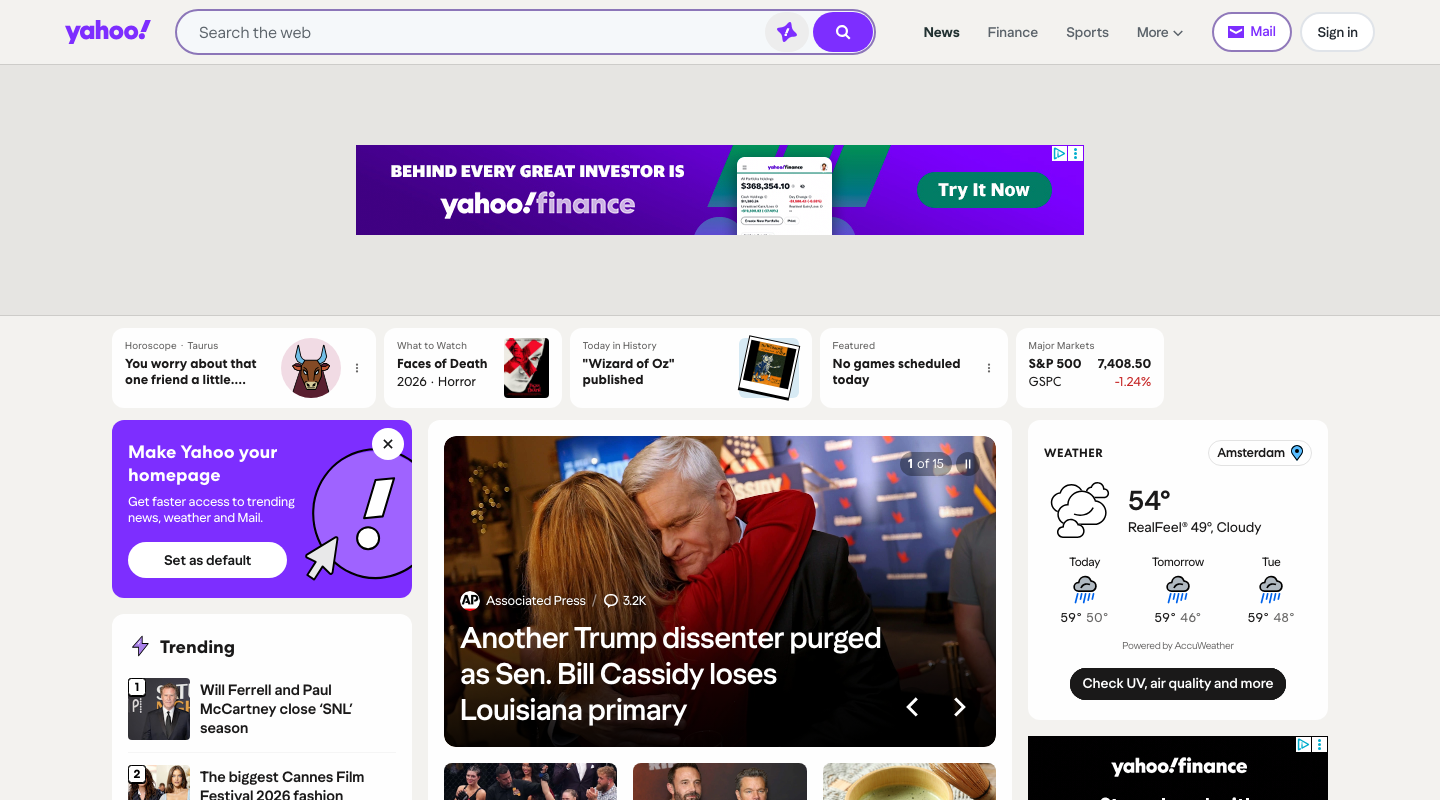 yahoo!
Search the web
News
Finance
Sports
More
Mail
Sign in
BEHIND EVERY GREAT INVESTOR IS
yahoo!finance
yahoo!finance
$368,354.10
Try It Now
Horoscope · Taurus
You worry about that
one friend a little....
What to Watch
Faces of Death
2026 · Horror
Today in History
"Wizard of Oz"
published
Featured
No games scheduled
today
Major Markets
S&P 500 7,408.50
GSPC -1.24%
Make Yahoo your
homepage
Get faster access to trending
news, weather and Mail.
Set as default
Trending
1
Will Ferrell and Paul
McCartney close ‘SNL’
season
2
The biggest Cannes Film
Festival 2026 fashion
1 of 15
AP Associated Press / 3.2K
Another Trump dissenter purged
as Sen. Bill Cassidy loses
Louisiana primary
WEATHER
Amsterdam
54°
RealFeel® 49°, Cloudy
Today Tomorrow Tue
59° 50° 59° 46° 59° 48°
Powered by AccuWeather
Check UV, air quality and more
yahoo!finance